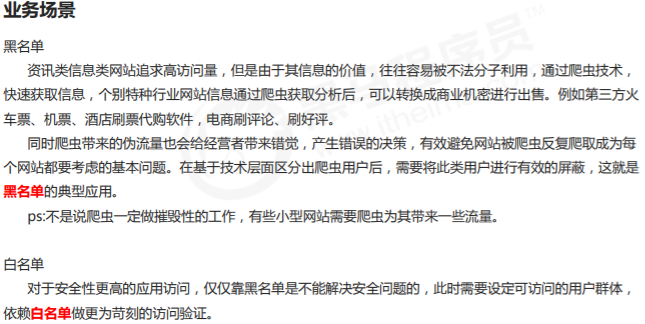 业务场景
黑名单
资讯类信息类网站追求高访问量，但是由于其信息的价值，往往容易被不法分子利用，通过爬虫技术，
快速获取信息，个别特种行业网站信息通过爬虫获取分析后，可以转换成商业机密进行出售。例如第三方火
车票、机票、酒店刷票代购软件，电商刷评论、刷好评。
同时爬虫带来的伪流量也会给经营者带来错觉，产生错误的决策，有效避免网站被爬虫反复爬取成为每
个网站都要考虑的基本问题。在基于技术层面区分出爬虫用户后，需要将此类用户进行有效的屏蔽，这就是
黑名单的典型应用。
ps:不是说爬虫一定做摧毁性的工作，有些小型网站需要爬虫为其带来一些流量。
白名单
对于安全性更高的应用访问，仅仅靠黑名单是不能解决安全问题的，此时需要设定可访问的用户群体，
依赖白名单做更为苛刻的访问验证。